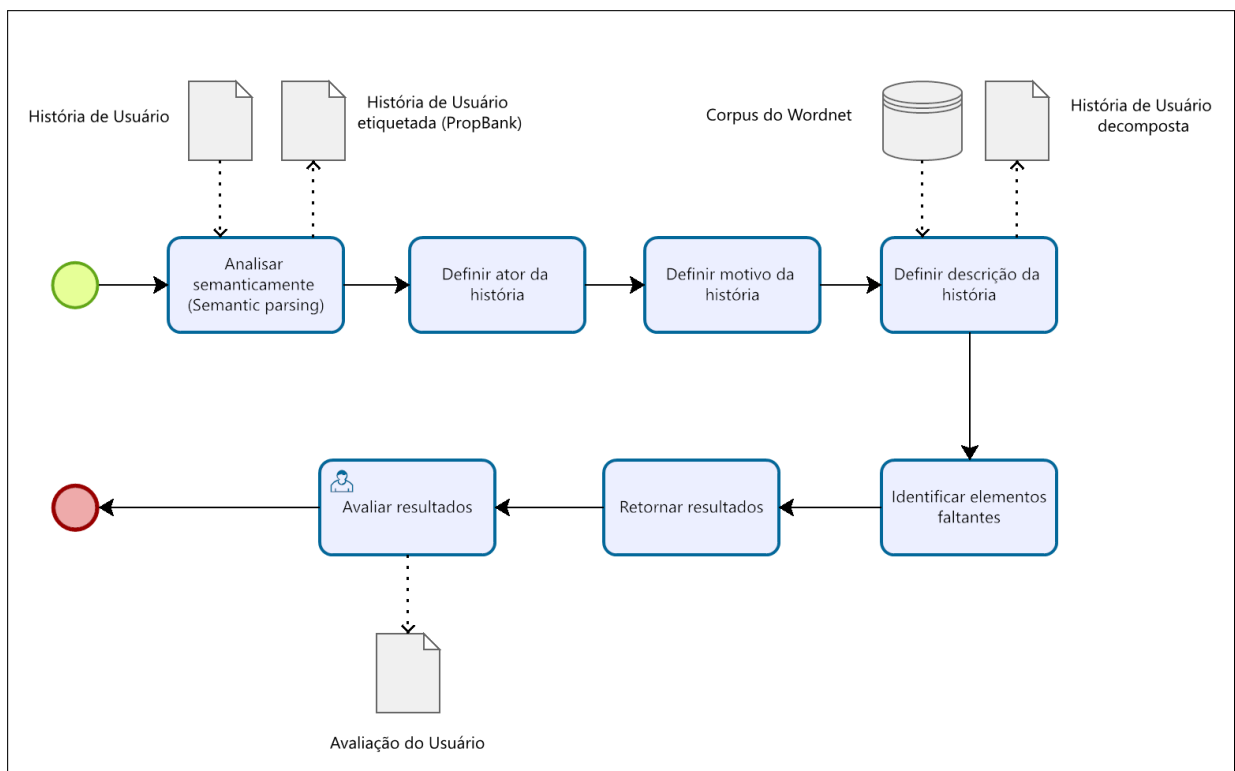 História de Usuário
História de Usuário
etiquetada (PropBank)
Corpus do Wordnet
História de Usuário
decomposta
Analisar
semanticamente
(Semantic parsing)
Definir ator da
história
Definir motivo da
história
Definir descrição da
história
Avaliar resultados
Retornar resultados
Identificar elementos
faltantes
Avaliação do Usuário